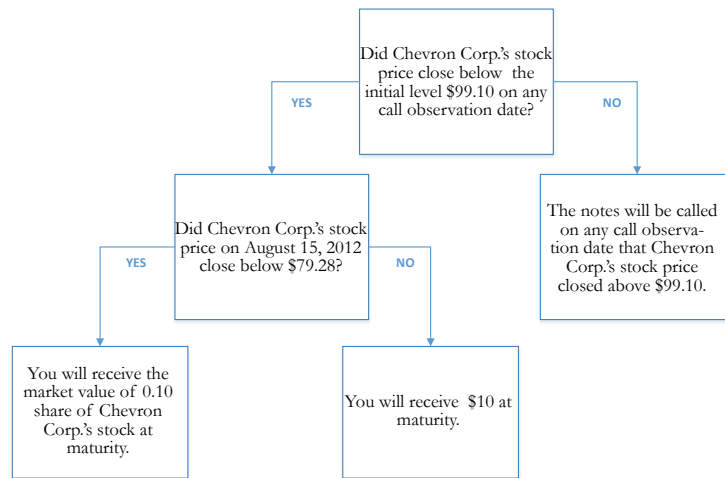 Did Chevron Corp.'s stock
price close below the
initial level $99.10 on any
call observation date?
YES
NO
Did Chevron Corp.'s stock
price on August 15, 2012
close below $79.28?
The notes will be called
on any call observa-
tion date that Chevron
Corp.'s stock price
closed above $99.10.
YES
NO
You will receive the
market value of 0.10
share of Chevron
Corp.'s stock at
maturity.
You will receive $10 at
maturity.